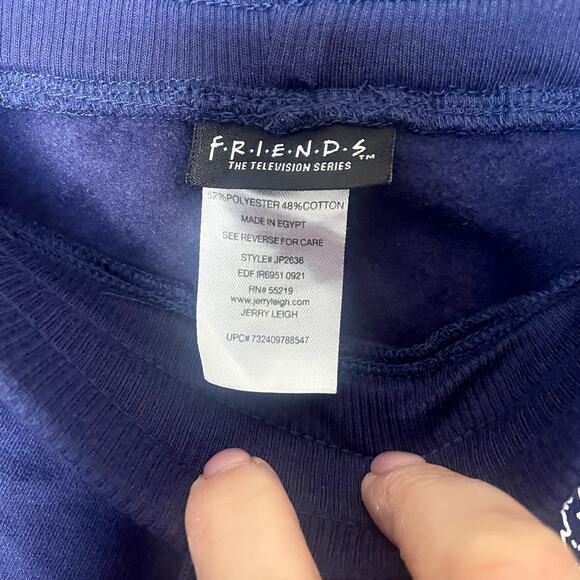 F·R·I·E·N·D·S™
THE TELEVISION SERIES
52%POLYESTER 48%COTTON
MADE IN EGYPT
SEE REVERSE FOR CARE
STYLE# JP2636
EDF IR6951 0921
RN# 55219
www.jerryleigh.com
JERRY LEIGH
UPC# 732409788547